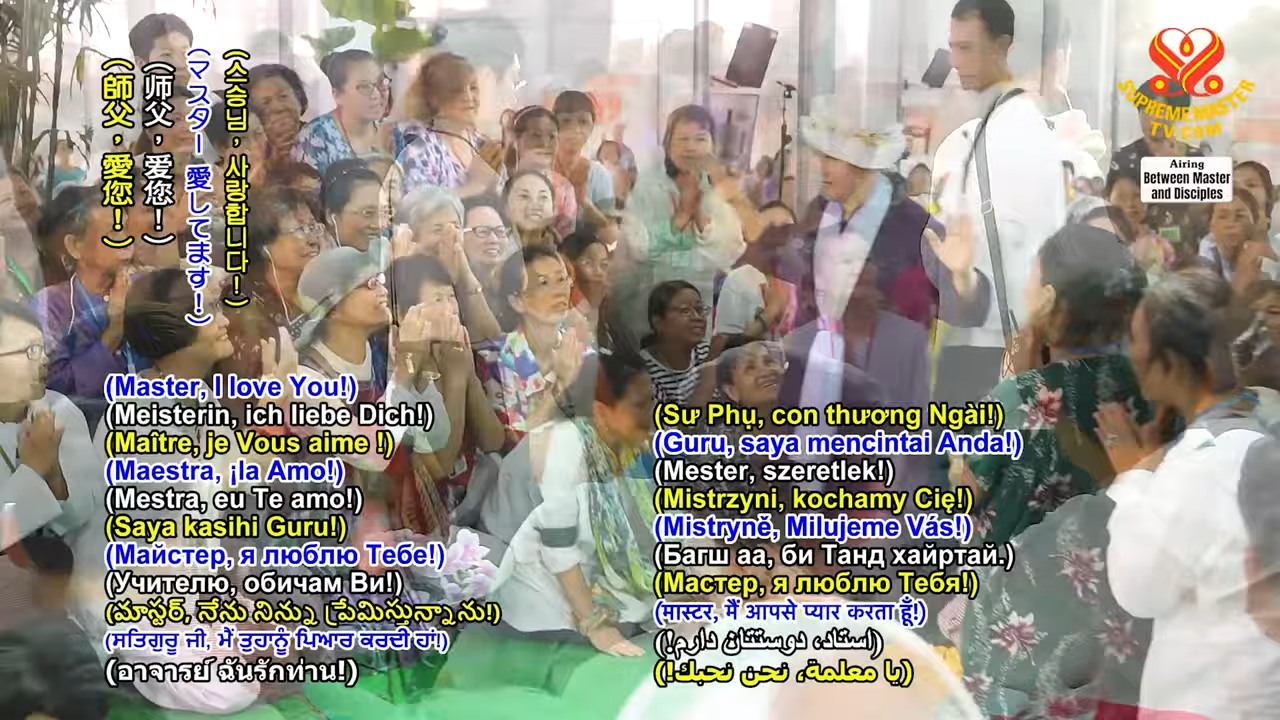 (스승님, 사랑합니다!)
(マスター 愛してます!)
(师父,爱您!)
(師父,愛您!)
SUPREMEMASTER
TV.COM
Airing
Between Master
and Disciples
(Master, I love You!)
(Meisterin, ich liebe Dich!)
(Maître, je Vous aime !)
(Maestra, ¡la Amo!)
(Mestra, eu Te amo!)
(Saya kasihi Guru!)
(Майстер, я люблю Тебе!)
(Учителю, обичам Ви!)
(మాస్టర్, నేను నిన్ను ప్రేమిస్తున్నాను!)
(ਸਤਿਗੁਰੂ ਜੀ, ਮੈਂ ਤੁਹਾਨੂੰ ਪਿਆਰ ਕਰਦੀ ਹਾਂ!)
(อาจารย์ ฉันรักท่าน!)
(Sư Phụ, con thương Ngài!)
(Guru, saya mencintai Anda!)
(Mester, szeretlek!)
(Mistrzyni, kochamy Cię!)
(Mistryně, Milujeme Vás!)
(Багш аа, би Танд хайртай.)
(Мастер, я люблю Тебя!)
(मास्टर, मैं आपसे प्यार करता हूँ!)
(استاد، دوستتان دارم!)
(يا معلمة، نحن نحبك!)